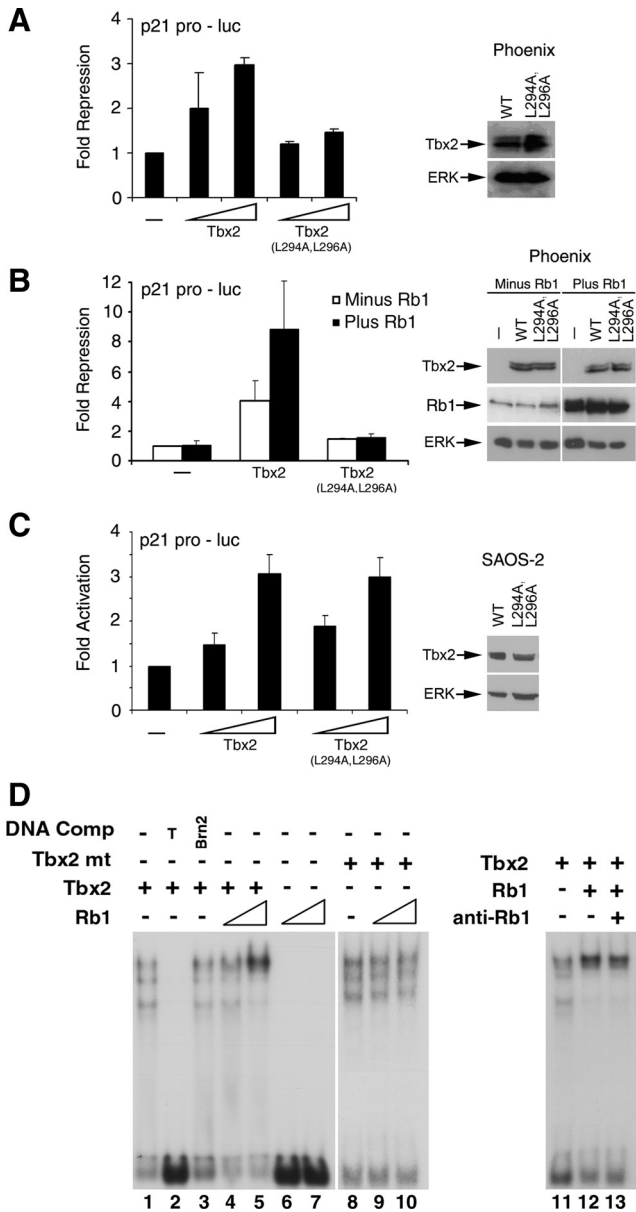 A
p21 pro - luc
Fold Repression
4
3
2
1
0
—
Tbx2
Tbx2
(L294A,L296A)
Phoenix
WT
L294A,
L296A
Tbx2
ERK
B
p21 pro - luc
Minus Rb1
Plus Rb1
Fold Repression
12
10
8
6
4
2
0
—
Tbx2
Tbx2
(L294A,L296A)
Phoenix
Minus Rb1 Plus Rb1
— WT L294A, L296A — WT L294A, L296A
Tbx2
Rb1
ERK
C
p21 pro - luc
Fold Activation
4
3
2
1
0
—
Tbx2
Tbx2
(L294A,L296A)
SAOS-2
WT
L294A,
L296A
Tbx2
ERK
D
DNA Comp - T Brn2 - - - - - - -
Tbx2 mt - - - - - - - + + +
Tbx2 + + + + + - - - - -
Rb1 - - - -
1 2 3 4 5 6 7 8 9 10
Tbx2 + + +
Rb1 - + +
anti-Rb1 - - +
11 12 13